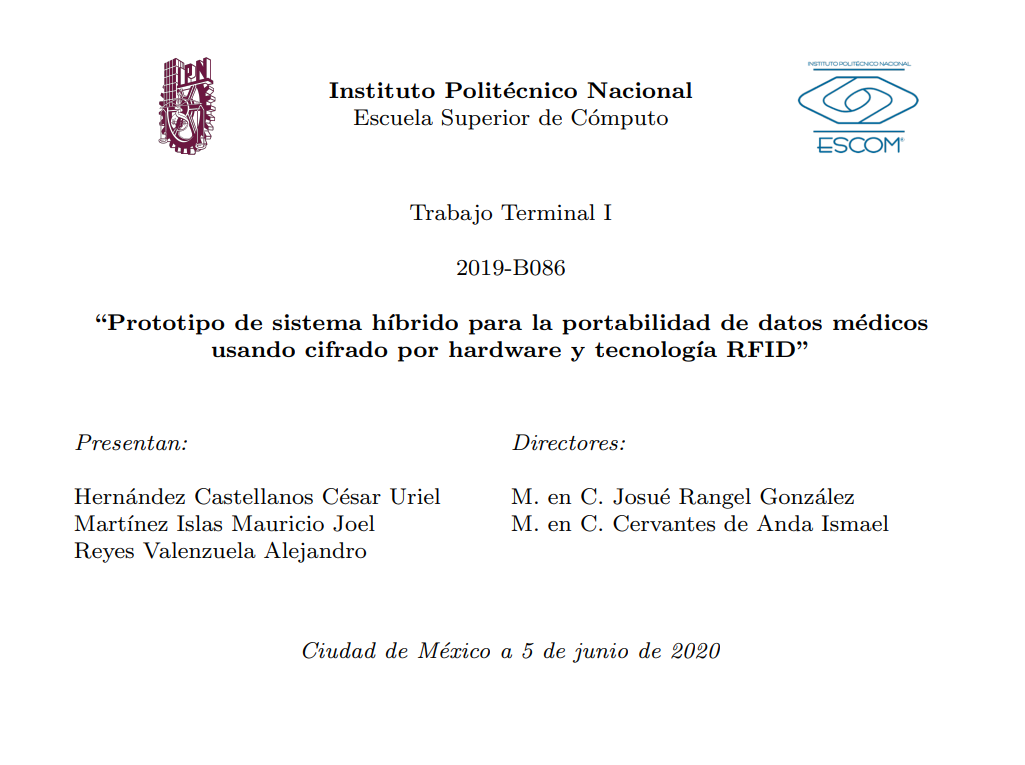 IPN
Instituto Politécnico Nacional
Escuela Superior de Cómputo
INSTITUTO POLITÉCNICO NACIONAL
ESCOM®
Trabajo Terminal I
2019-B086
“Prototipo de sistema híbrido para la portabilidad de datos médicos
usando cifrado por hardware y tecnología RFID”
Presentan:
Hernández Castellanos César Uriel
Martínez Islas Mauricio Joel
Reyes Valenzuela Alejandro
Directores:
M. en C. Josué Rangel González
M. en C. Cervantes de Anda Ismael
Ciudad de México a 5 de junio de 2020